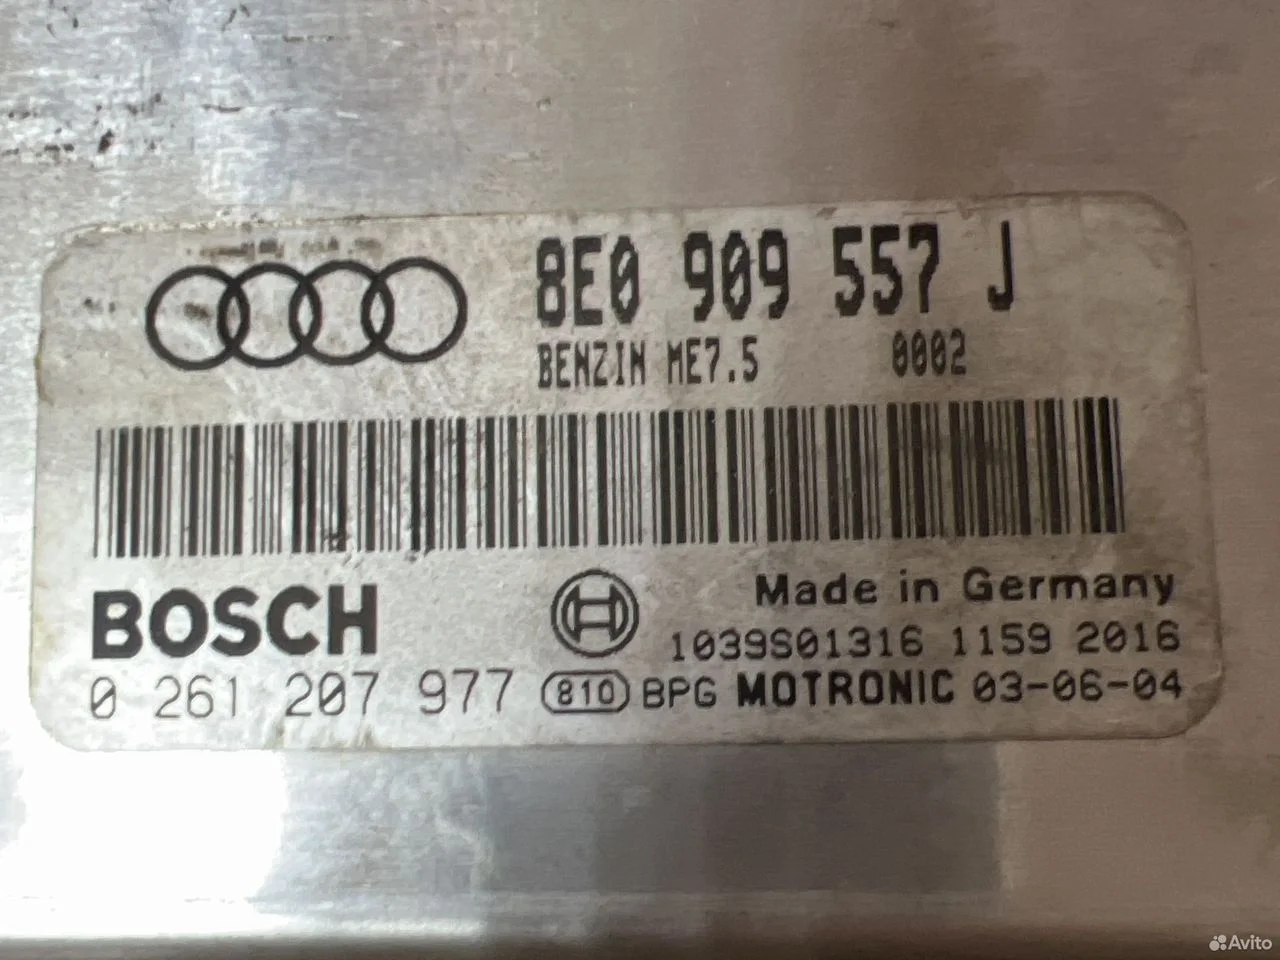 8E0 909 557 J
BENZIN ME7.5 0002
BOSCH
Made in Germany
1039S01316 1159 2016
0 261 207 977 810 BPG MOTRONIC 03-06-04
Avito